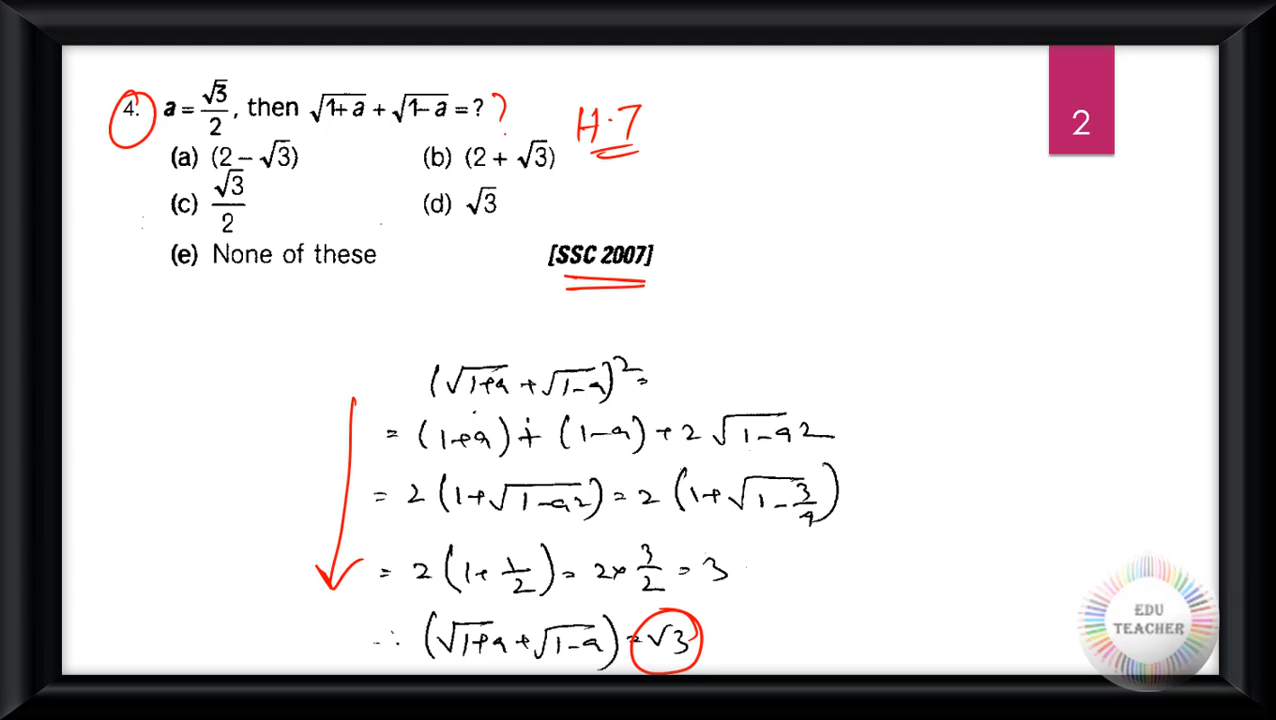 4. a = √3/2, then √1+a + √1-a = ? ?
H.7
2
(a) (2 − √3) (b) (2 + √3)
(c) √3/2 (d) √3
(e) None of these [SSC 2007]
(√1+a + √1-a)² =
= (1+a) + (1-a) + 2 √1-a2
= 2 (1+√1-a2) = 2 (1+√1-3/4)
= 2 (1+ 1/2) = 2× 3/2 = 3
∴ (√1+a + √1-a) = √3
EDU
TEACHER